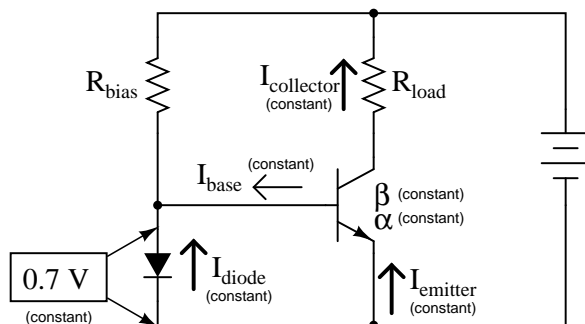 R_bias
I_collector
(constant)
R_load
(constant)
I_base
β (constant)
α (constant)
0.7 V
(constant)
I_diode
(constant)
I_emitter
(constant)